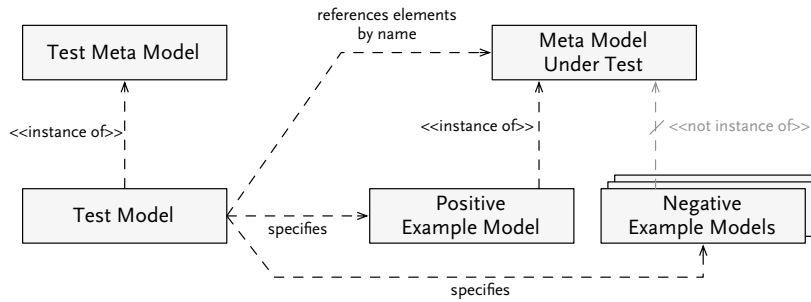 references elements
by name
Test Meta Model
Meta Model
Under Test
<<instance of>>
<<instance of>>
<<not instance of>>
Test Model
specifies
Positive
Example Model
Negative
Example Models
specifies